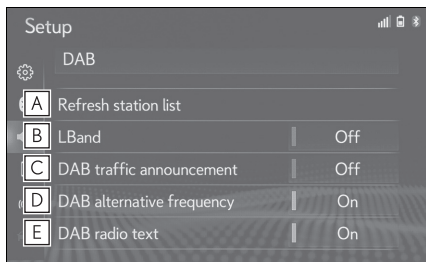 Setup
DAB
A Refresh station list
B LBand Off
C DAB traffic announcement Off
D DAB alternative frequency On
E DAB radio text On